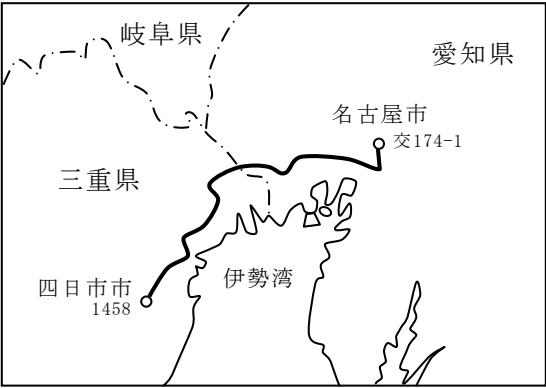 岐阜県
愛知県
名古屋市
交174-1
三重県
四日市市
1458
伊勢湾